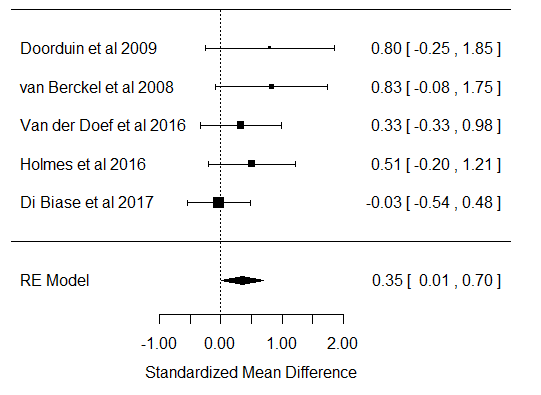 Doorduin et al 2009 0.80 [ -0.25 , 1.85 ]
van Berckel et al 2008 0.83 [ -0.08 , 1.75 ]
Van der Doef et al 2016 0.33 [ -0.33 , 0.98 ]
Holmes et al 2016 0.51 [ -0.20 , 1.21 ]
Di Biase et al 2017 -0.03 [ -0.54 , 0.48 ]
RE Model 0.35 [ 0.01 , 0.70 ]
-1.00 0.00 1.00 2.00
Standardized Mean Difference